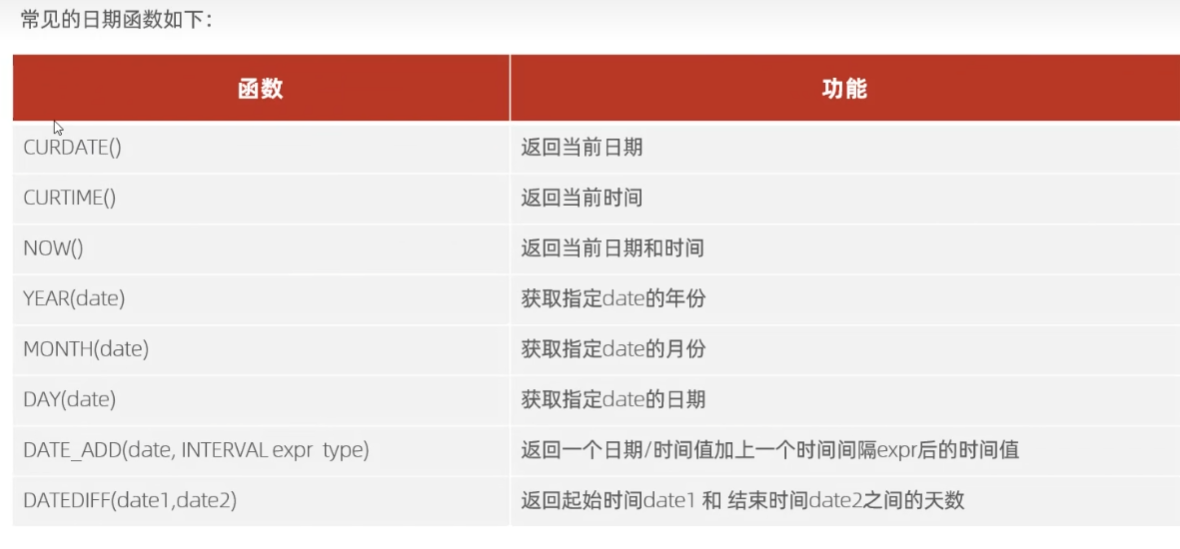 常见的日期函数如下：
函数 功能
CURDATE() 返回当前日期
CURTIME() 返回当前时间
NOW() 返回当前日期和时间
YEAR(date) 获取指定date的年份
MONTH(date) 获取指定date的月份
DAY(date) 获取指定date的日期
DATE_ADD(date, INTERVAL expr type) 返回一个日期/时间值加上一个时间间隔expr后的时间值
DATEDIFF(date1,date2) 返回起始时间date1 和 结束时间date2之间的天数